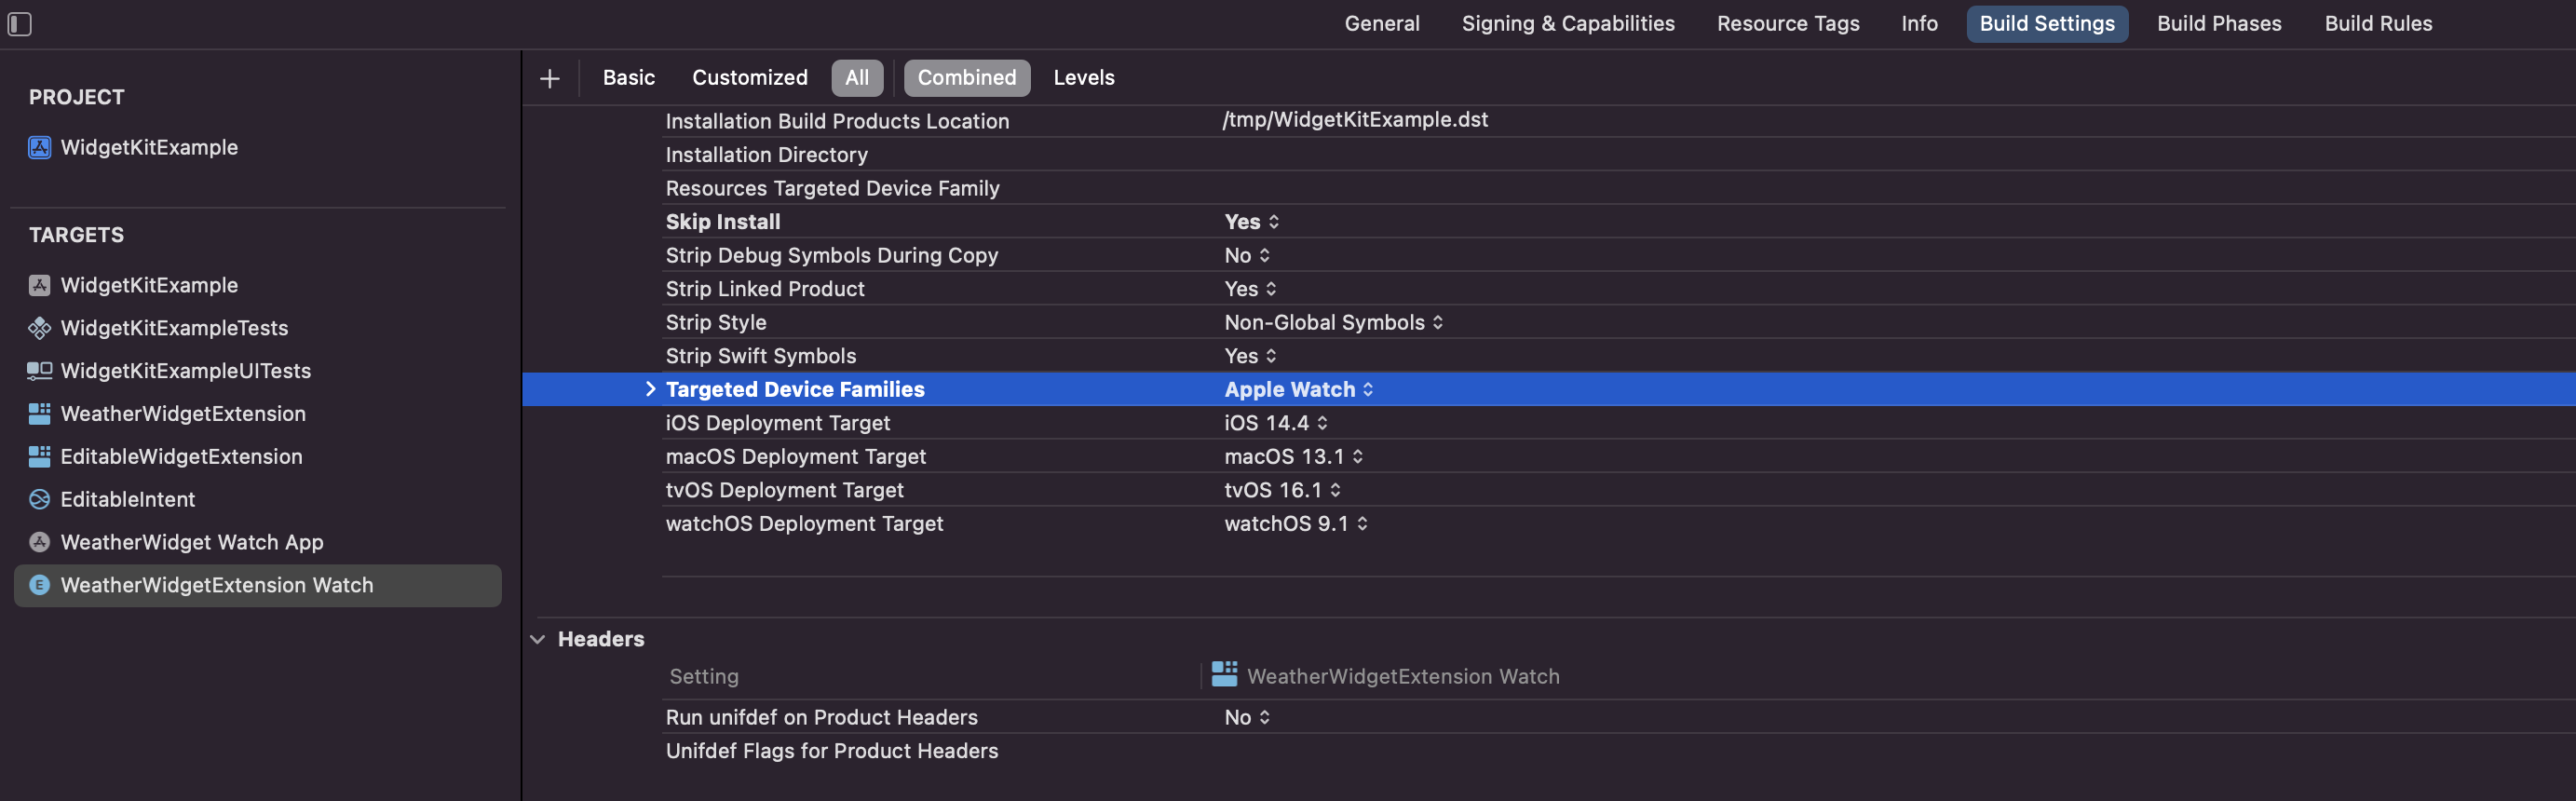 General Signing & Capabilities Resource Tags Info Build Settings Build Phases Build Rules
PROJECT
WidgetKitExample
TARGETS
WidgetKitExample
WidgetKitExampleTests
WidgetKitExampleUITests
WeatherWidgetExtension
EditableWidgetExtension
EditableIntent
WeatherWidget Watch App
E WeatherWidgetExtension Watch
Basic Customized All Combined Levels
Installation Build Products Location /tmp/WidgetKitExample.dst
Installation Directory
Resources Targeted Device Family
Skip Install Yes
Strip Debug Symbols During Copy No
Strip Linked Product Yes
Strip Style Non-Global Symbols
Strip Swift Symbols Yes
Targeted Device Families Apple Watch
iOS Deployment Target iOS 14.4
macOS Deployment Target macOS 13.1
tvOS Deployment Target tvOS 16.1
watchOS Deployment Target watchOS 9.1
Headers
Setting WeatherWidgetExtension Watch
Run unifdef on Product Headers No
Unifdef Flags for Product Headers